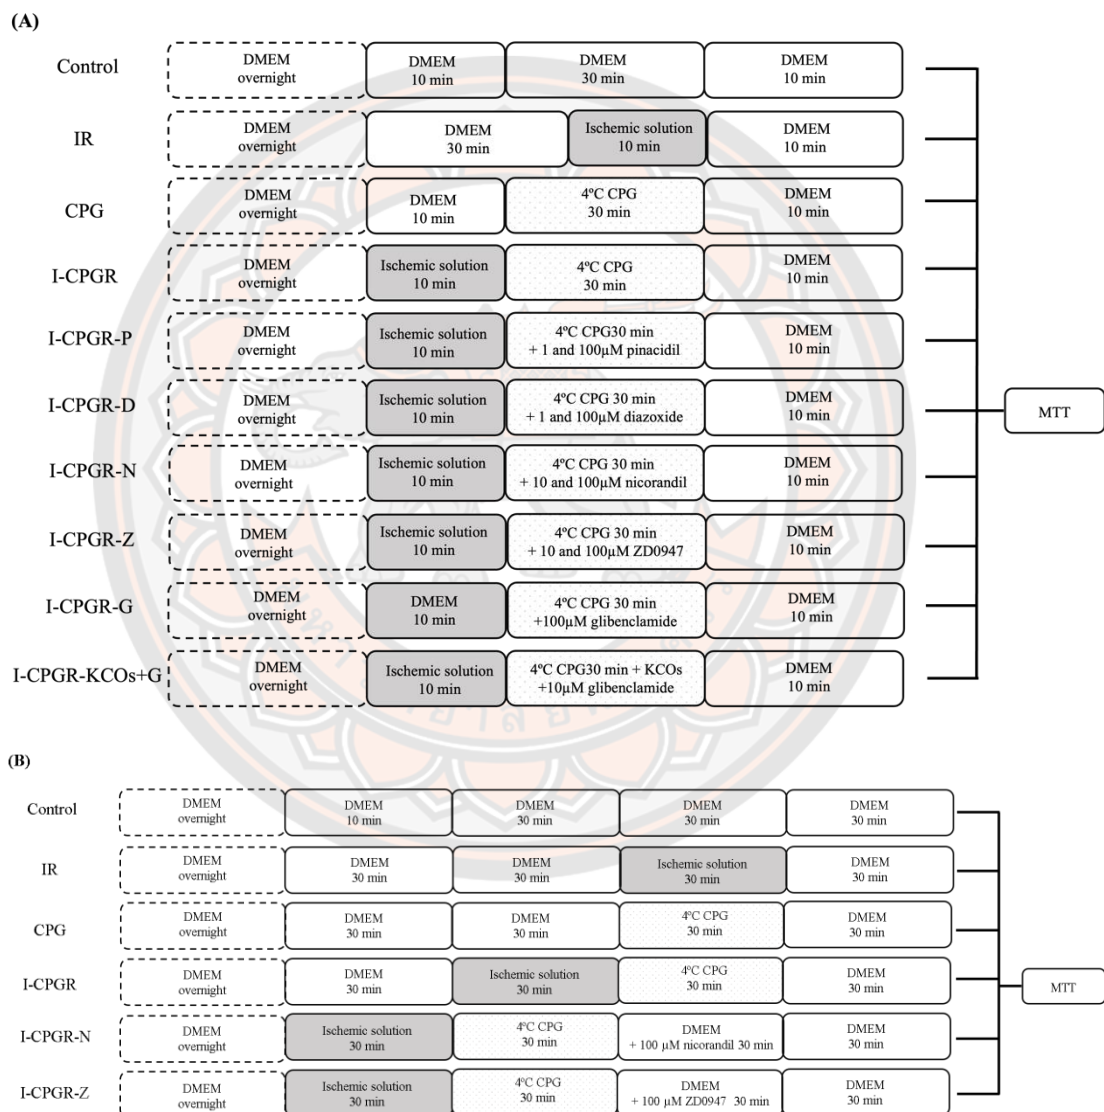 (A)
Control
DMEM
overnight
DMEM
10 min
DMEM
30 min
DMEM
10 min
IR
DMEM
overnight
DMEM
30 min
Ischemic solution
10 min
DMEM
10 min
CPG
DMEM
overnight
DMEM
10 min
4ºC CPG
30 min
DMEM
10 min
I-CPGR
DMEM
overnight
Ischemic solution
10 min
4ºC CPG
30 min
DMEM
10 min
I-CPGR-P
DMEM
overnight
Ischemic solution
10 min
4ºC CPG30 min
+ 1 and 100µM pinacidil
DMEM
10 min
I-CPGR-D
DMEM
overnight
Ischemic solution
10 min
4ºC CPG 30 min
+ 1 and 100µM diazoxide
DMEM
10 min
MTT
I-CPGR-N
DMEM
overnight
Ischemic solution
10 min
4ºC CPG 30 min
+ 10 and 100µM nicorandil
DMEM
10 min
I-CPGR-Z
DMEM
overnight
Ischemic solution
10 min
4ºC CPG 30 min
+ 10 and 100µM ZD0947
DMEM
10 min
I-CPGR-G
DMEM
overnight
DMEM
10 min
4ºC CPG 30 min
+100µM glibenclamide
DMEM
10 min
I-CPGR-KCOs+G
DMEM
overnight
Ischemic solution
10 min
4ºC CPG30 min + KCOs
+10µM glibenclamide
DMEM
10 min
(B)
Control
DMEM
overnight
DMEM
10 min
DMEM
30 min
DMEM
30 min
DMEM
30 min
IR
DMEM
overnight
DMEM
30 min
DMEM
30 min
Ischemic solution
30 min
DMEM
30 min
CPG
DMEM
overnight
DMEM
30 min
DMEM
30 min
4ºC CPG
30 min
DMEM
30 min
I-CPGR
DMEM
overnight
DMEM
30 min
Ischemic solution
30 min
4ºC CPG
30 min
DMEM
30 min
MTT
I-CPGR-N
DMEM
overnight
Ischemic solution
30 min
4ºC CPG
30 min
DMEM
+ 100 µM nicorandil 30 min
DMEM
30 min
I-CPGR-Z
DMEM
overnight
Ischemic solution
30 min
4ºC CPG
30 min
DMEM
+ 100 µM ZD0947 30 min
DMEM
30 min